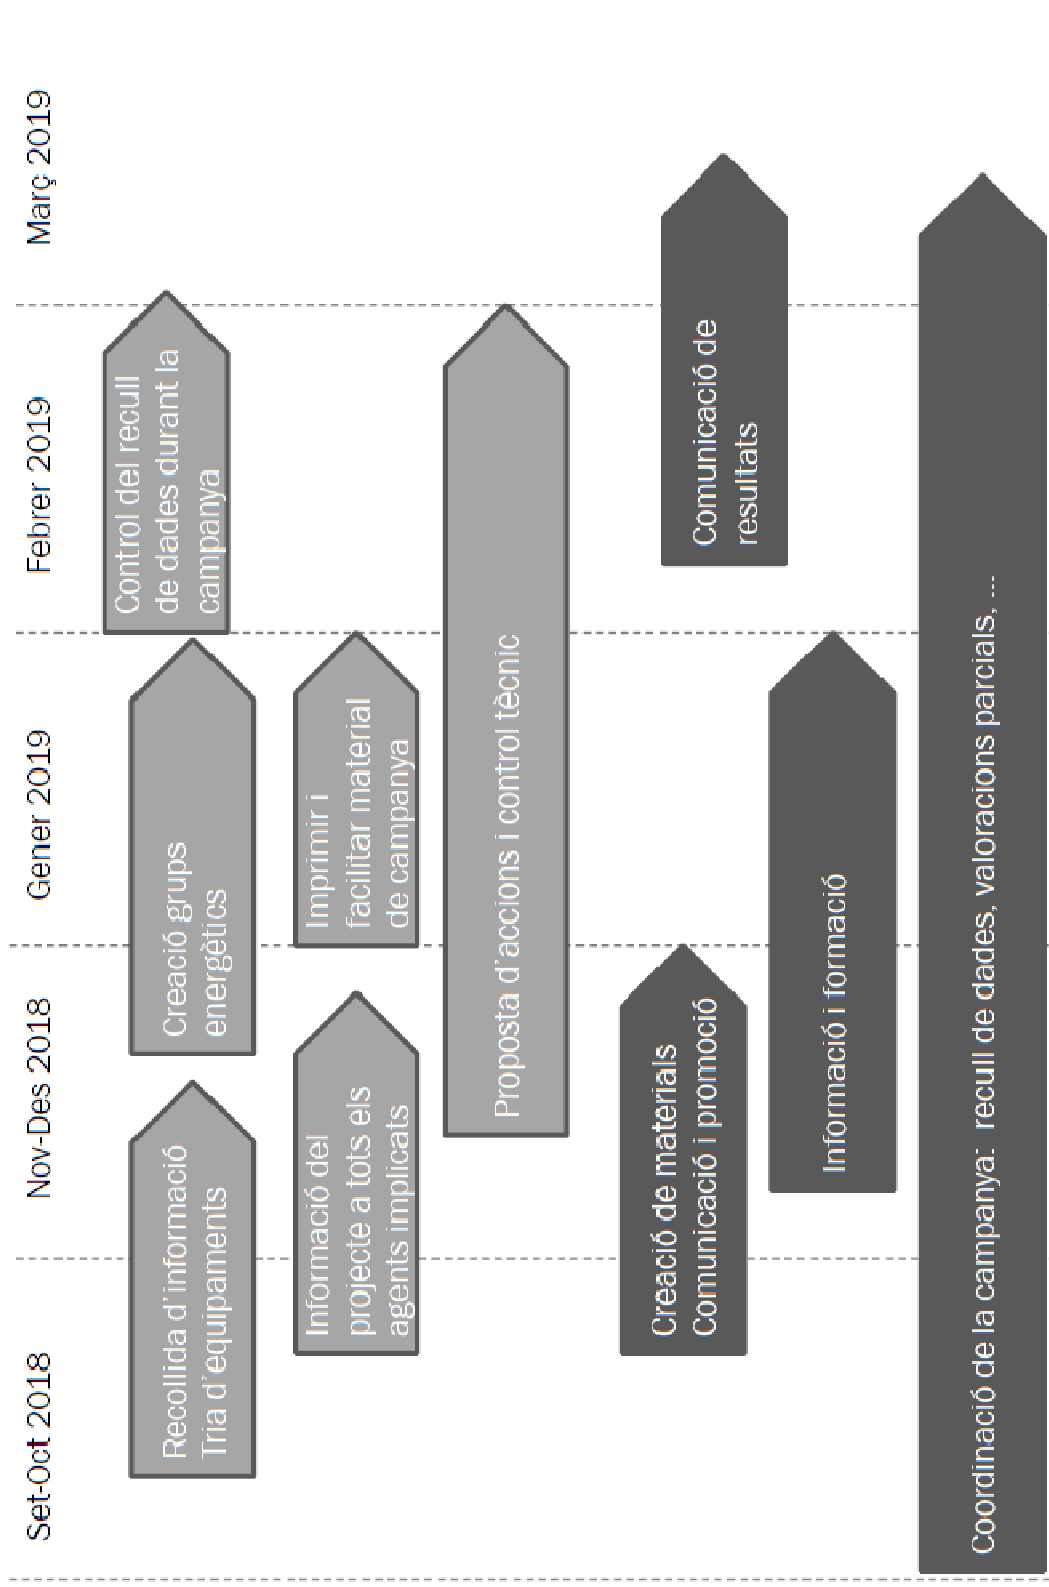 Set-Oct 2018
Nov-Des 2018
Gener 2019
Febrer 2019
Març 2019
Recollida d'informació
Tria d'equipaments
Creació grups
energètics
Control del recull
de dades durant la
campanya
Informació del
projecte a tots els
agents implicats
Imprimir i
facilitar material
de campanya
Proposta d'accions i control tècnic
Creació de materials
Comunicació i promoció
Comunicació de
resultats
Informació i formació
Coordinació de la campanya: recull de dades, valoracions parcials, ...